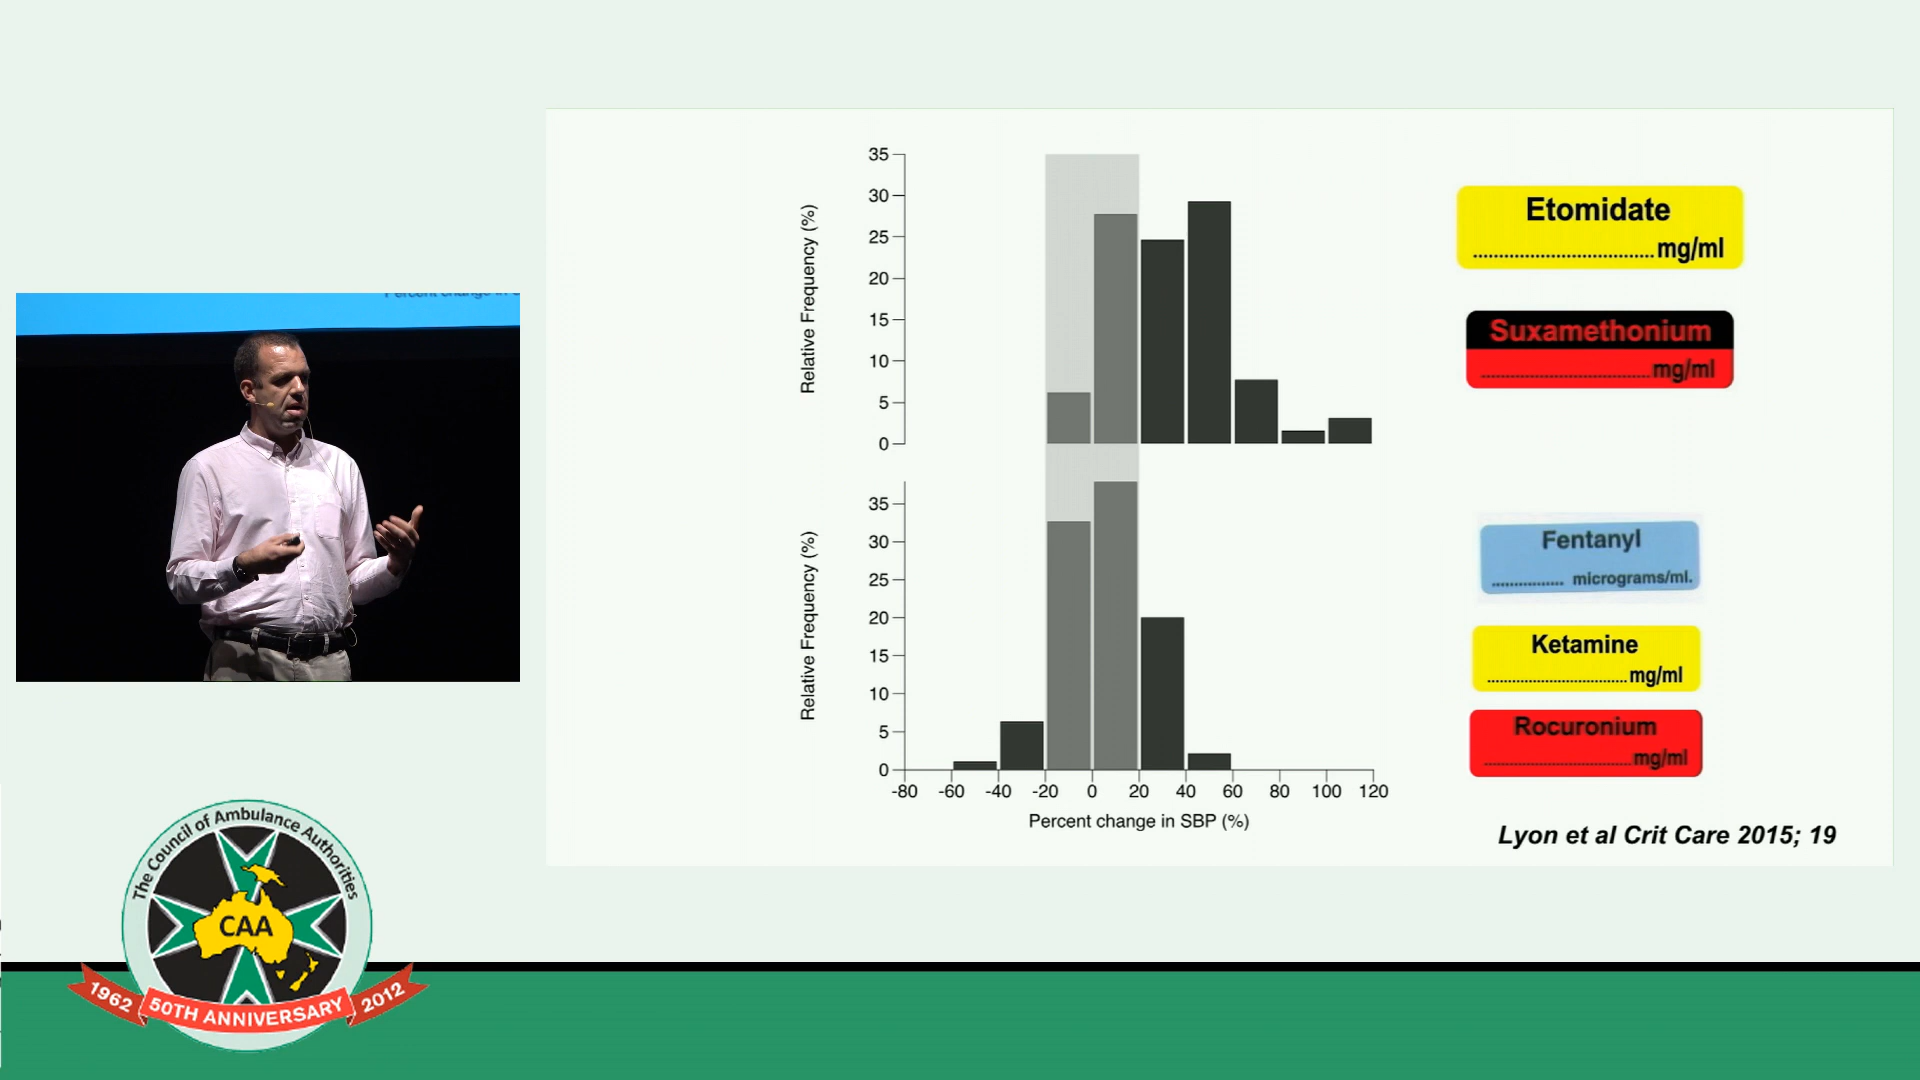 35
30
25
20
15
10
5
0
Relative Frequency (%)
Etomidate
mg/ml
Suxamethonium
mg/ml
35
30
25
20
15
10
5
0
Relative Frequency (%)
-80 -60 -40 -20 0 20 40 60 80 100 120
Percent change in SBP (%)
Fentanyl
micrograms/ml.
Ketamine
mg/ml
Rocuronium
mg/ml
Lyon et al Crit Care 2015; 19
The Council of Ambulance Authorities
CAA
1962 50TH ANNIVERSARY 2012